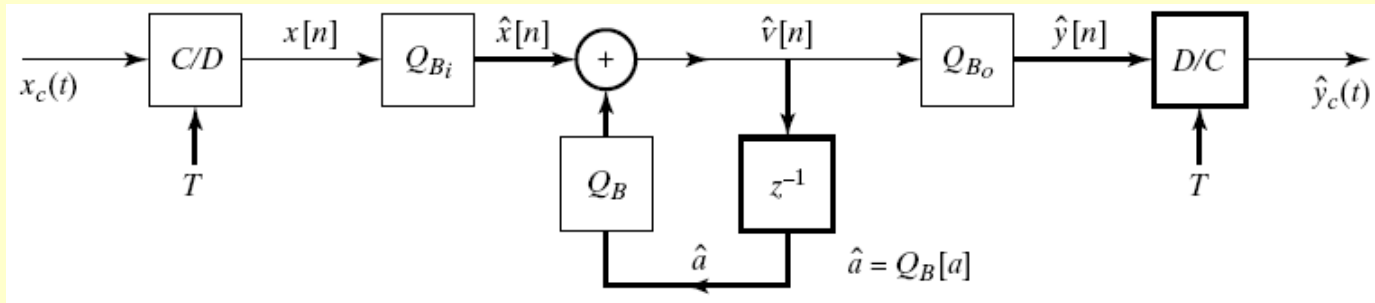 x[n] x̂[n] v̂[n] ŷ[n]
C/D Q_{B_i} + Q_{B_o} D/C
x_c(t) ŷ_c(t)
T Q_B z^{-1} T
â â = Q_B[a]